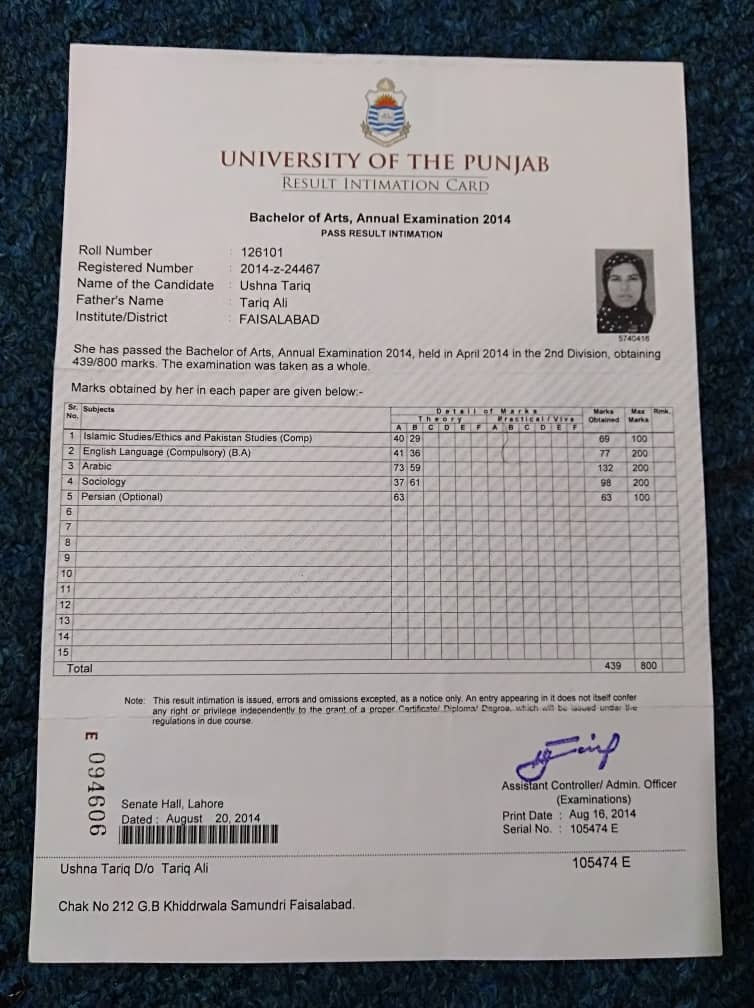 UNIVERSITY OF THE PUNJAB
RESULT INTIMATION CARD
Bachelor of Arts, Annual Examination 2014
PASS RESULT INTIMATION
Roll Number : 126101
Registered Number : 2014-z-24467
Name of the Candidate : Ushna Tariq
Father's Name : Tariq Ali
Institute/District : FAISALABAD
5740416
She has passed the Bachelor of Arts, Annual Examination 2014, held in April 2014 in the 2nd Division, obtaining
439/800 marks. The examination was taken as a whole.
Marks obtained by her in each paper are given below:-
Sr. No. Subjects Detail of Marks Marks Obtained Max Marks Rmk.
Theory Practical/Viva
A B C D E F A B C D E F
1 Islamic Studies/Ethics and Pakistan Studies (Comp) 40 29 69 100
2 English Language (Compulsory) (B.A) 41 36 77 200
3 Arabic 73 59 132 200
4 Sociology 37 61 98 200
5 Persian (Optional) 63 63 100
6
7
8
9
10
11
12
13
14
15
Total 439 800
Note: This result intimation is issued, errors and omissions excepted, as a notice only. An entry appearing in it does not itself confer
any right or privilege independently to the grant of a proper Certificate/ Diploma/ Degree, which will be issued under the
regulations in due course.
E 094606
Assistant Controller/ Admin. Officer
(Examinations)
Senate Hall, Lahore
Dated : August 20, 2014
Print Date : Aug 16, 2014
Serial No. : 105474 E
Ushna Tariq D/o Tariq Ali
105474 E
Chak No 212 G.B Khiddrwala Samundri Faisalabad.